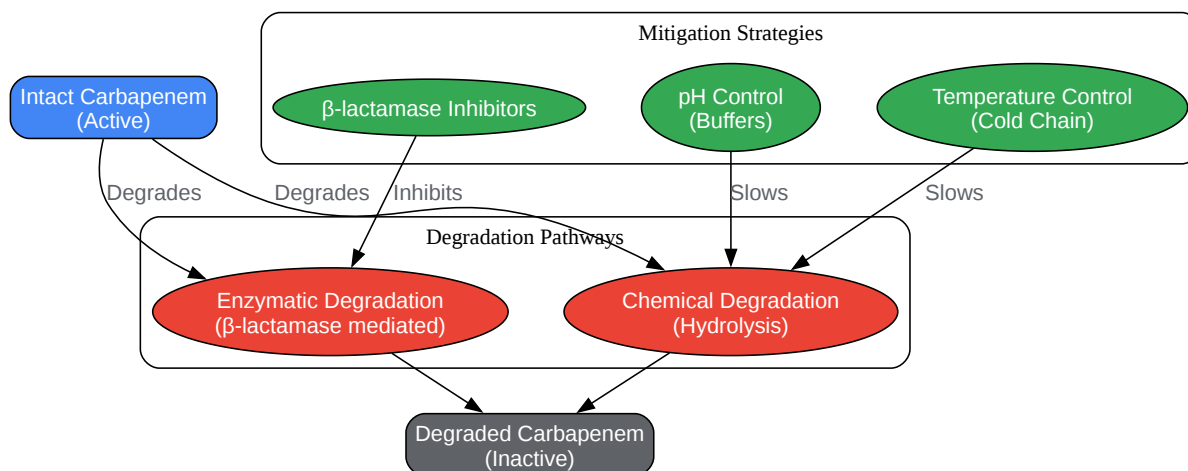 Mitigation Strategies
Intact Carbapenem
(Active)
β-lactamase Inhibitors
pH Control
(Buffers)
Temperature Control
(Cold Chain)
Degrades
Degrades
Inhibits
Slows
Slows
Degradation Pathways
Enzymatic Degradation
(β-lactamase mediated)
Chemical Degradation
(Hydrolysis)
Degraded Carbapenem
(Inactive)